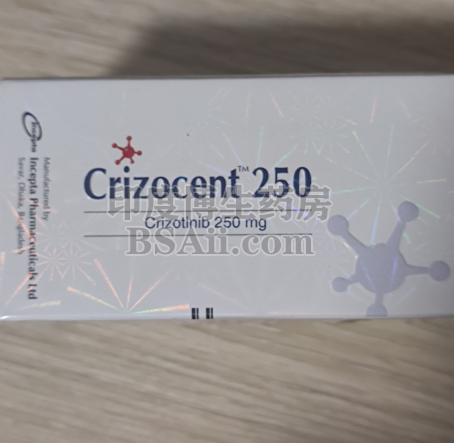 Crizocent™ 250
Crizotinib 250 mg
印度博生药房
BSAii.com
Manufactured by
Incepta Pharmaceuticals Ltd
Savar, Dhaka, Bangladesh
Incepta